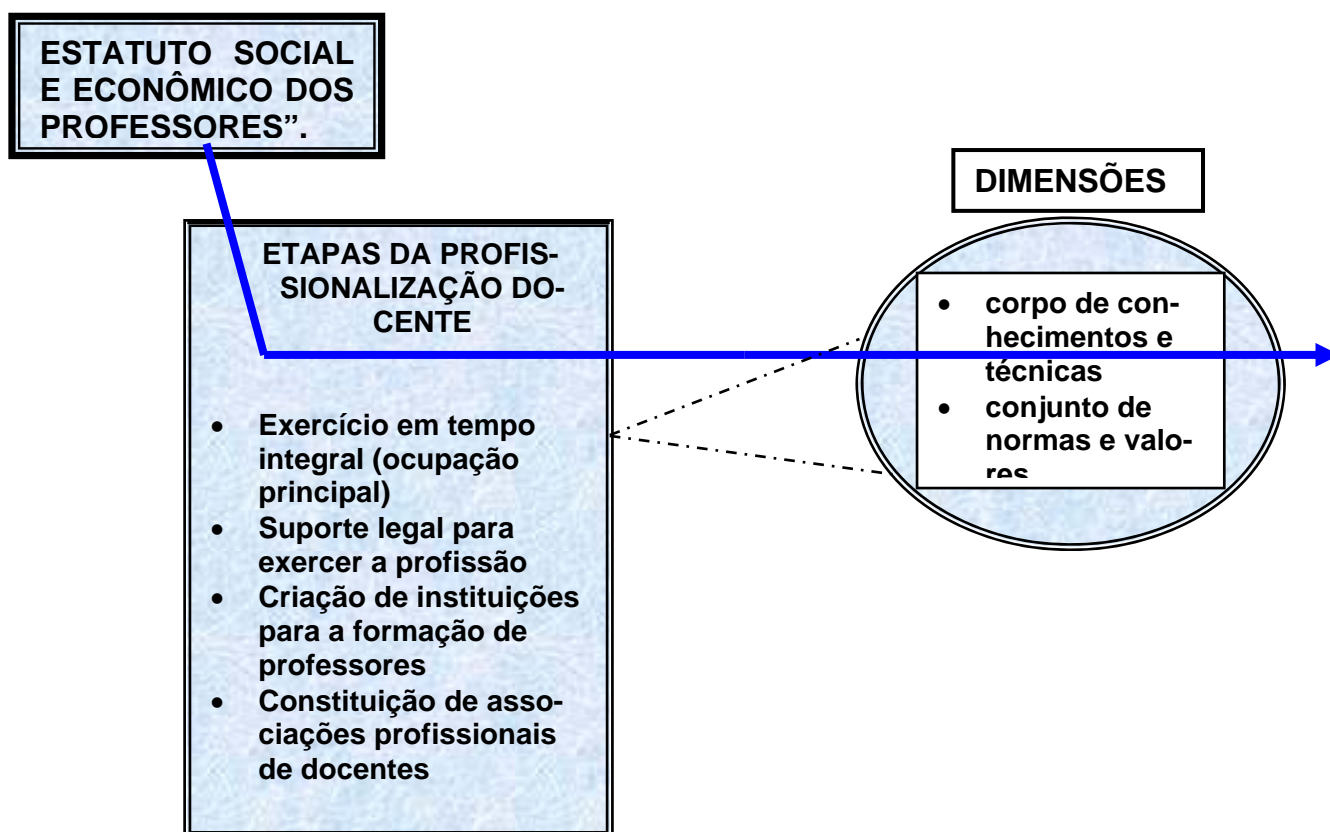 ESTATUTO SOCIAL
E ECONÔMICO DOS
PROFESSORES”.
DIMENSÕES
ETAPAS DA PROFIS-
SIONALIZAÇÃO DO-
CENTE
• Exercício em tempo
integral (ocupação
principal)
• Suporte legal para
exercer a profissão
• Criação de instituições
para a formação de
professores
• Constituição de asso-
ciações profissionais
de docentes
• corpo de con-
hecimentos e
técnicas
• conjunto de
normas e valo-
res